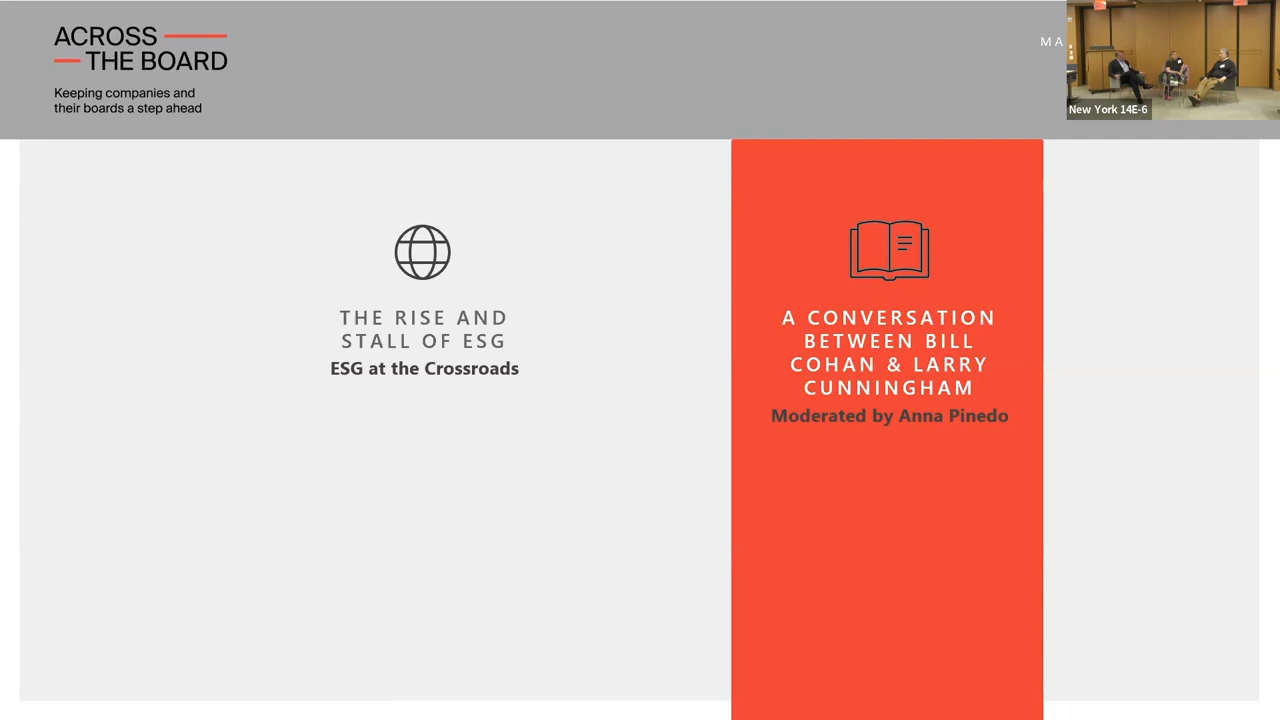 ACROSS
THE BOARD
Keeping companies and
their boards a step ahead
MA
New York 14E-6
THE RISE AND
STALL OF ESG
ESG at the Crossroads
A CONVERSATION
BETWEEN BILL
COHAN & LARRY
CUNNINGHAM
Moderated by Anna Pinedo